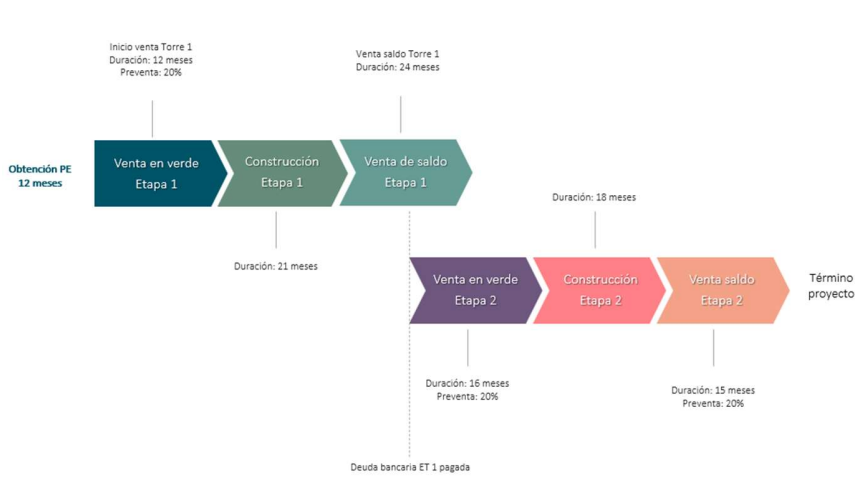 Inicio venta Torre 1
Duración: 12 meses
Preventa: 20%
Venta saldo Torre 1
Duración: 24 meses
Obtención PE
12 meses
Venta en verde
Etapa 1
Construcción
Etapa 1
Venta de saldo
Etapa 1
Duración: 21 meses
Duración: 18 meses
Venta en verde
Etapa 2
Construcción
Etapa 2
Venta saldo
Etapa 2
Término
proyecto
Duración: 16 meses
Preventa: 20%
Duración: 15 meses
Preventa: 20%
Deuda bancaria ET 1 pagada